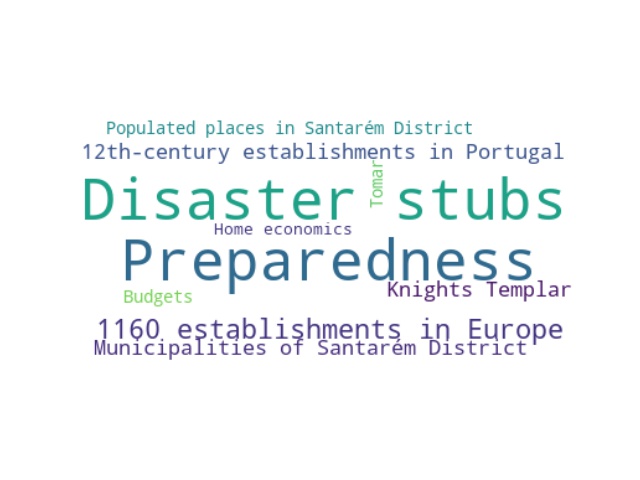 Populated places in Santarém District
12th-century establishments in Portugal
Tomar
Disaster stubs
Home economics
Preparedness
Knights Templar
Budgets
1160 establishments in Europe
Municipalities of Santarém District